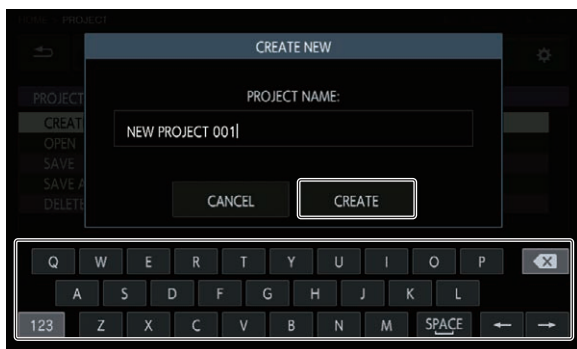 HOME > PROJECT
CREATE NEW
PROJECT
PROJECT NAME:
CREAT
NEW PROJECT 001
OPEN
SAVE
SAVE A
DELETE
CANCEL CREATE
Q W E R T Y U I O P
A S D F G H J K L
123 Z X C V B N M SPACE ← →